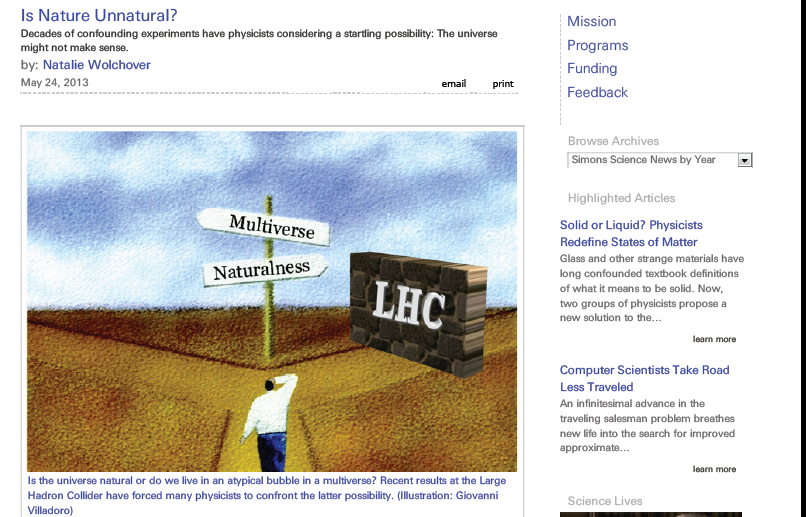 Is Nature Unnatural?
Decades of confounding experiments have physicists considering a startling possibility: The universe
might not make sense.
by: Natalie Wolchover
May 24, 2013
email print
Multiverse
Naturalness
LHC
Is the universe natural or do we live in an atypical bubble in a multiverse? Recent results at the Large
Hadron Collider have forced many physicists to confront the latter possibility. (Illustration: Giovanni
Villadoro)
Mission
Programs
Funding
Feedback
Browse Archives
Simons Science News by Year
Highlighted Articles
Solid or Liquid? Physicists
Redefine States of Matter
Glass and other strange materials have
long confounded textbook definitions
of what it means to be solid. Now,
two groups of physicists propose a
new solution to the...
learn more
Computer Scientists Take Road
Less Traveled
An infinitesimal advance in the
traveling salesman problem breathes
new life into the search for improved
approximate...
learn more
Science Lives